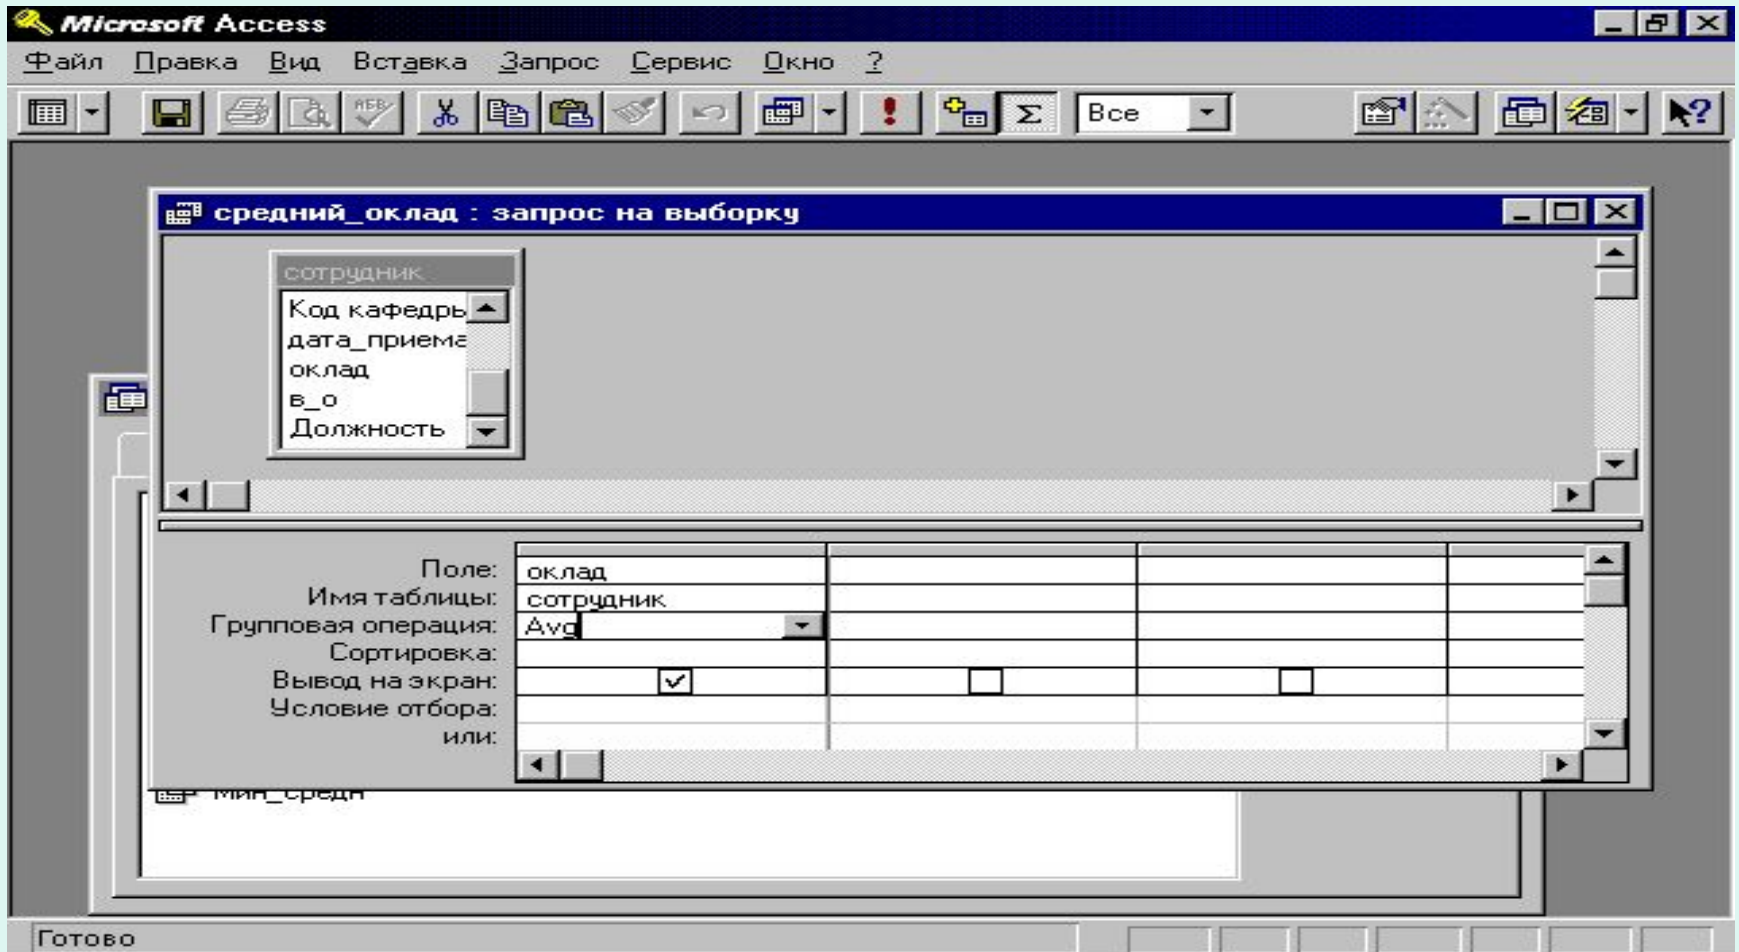 Microsoft Access
Файл Правка Вид Вставка Запрос Сервис Окно ?
АБВ Σ Все ?
средний_оклад : запрос на выборку
сотрудник
Код кафедры
дата_приема
оклад
в_о
Должность
Поле: оклад
Имя таблицы: сотрудник
Групповая операция: Avg
Сортировка:
Вывод на экран:
Условие отбора:
или:
Мин_средн
Готово